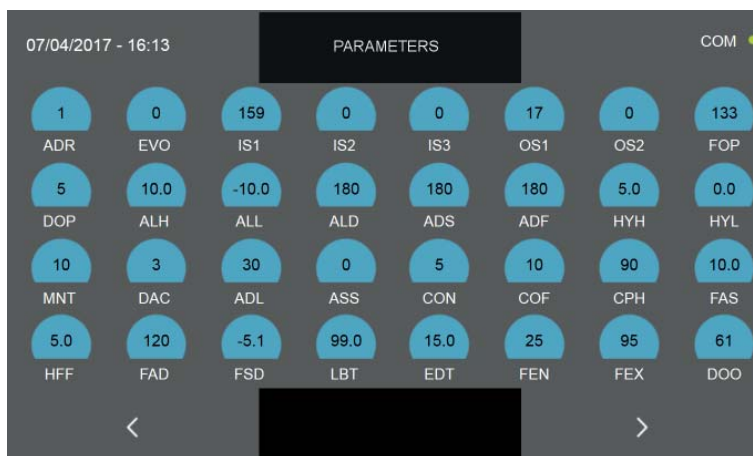 07/04/2017 - 16:13 PARAMETERS COM
1 0 159 0 0 17 0 133
ADR EVO IS1 IS2 IS3 OS1 OS2 FOP
5 10.0 -10.0 180 180 180 5.0 0.0
DOP ALH ALL ALD ADS ADF HYH HYL
10 3 30 0 5 10 90 10.0
MNT DAC ADL ASS CON COF CPH FAS
5.0 120 -5.1 99.0 15.0 25 95 61
HFF FAD FSD LBT EDT FEN FEX DOO